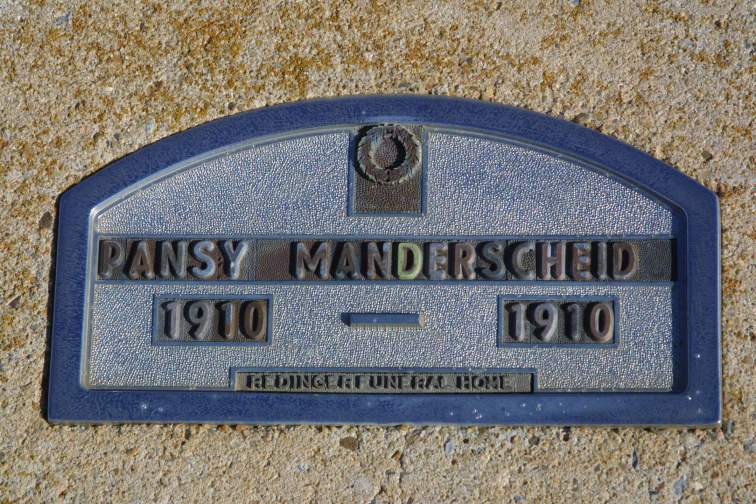 PANSY MANDERSCHEID
1910 — 1910
REDINGER FUNERAL HOME